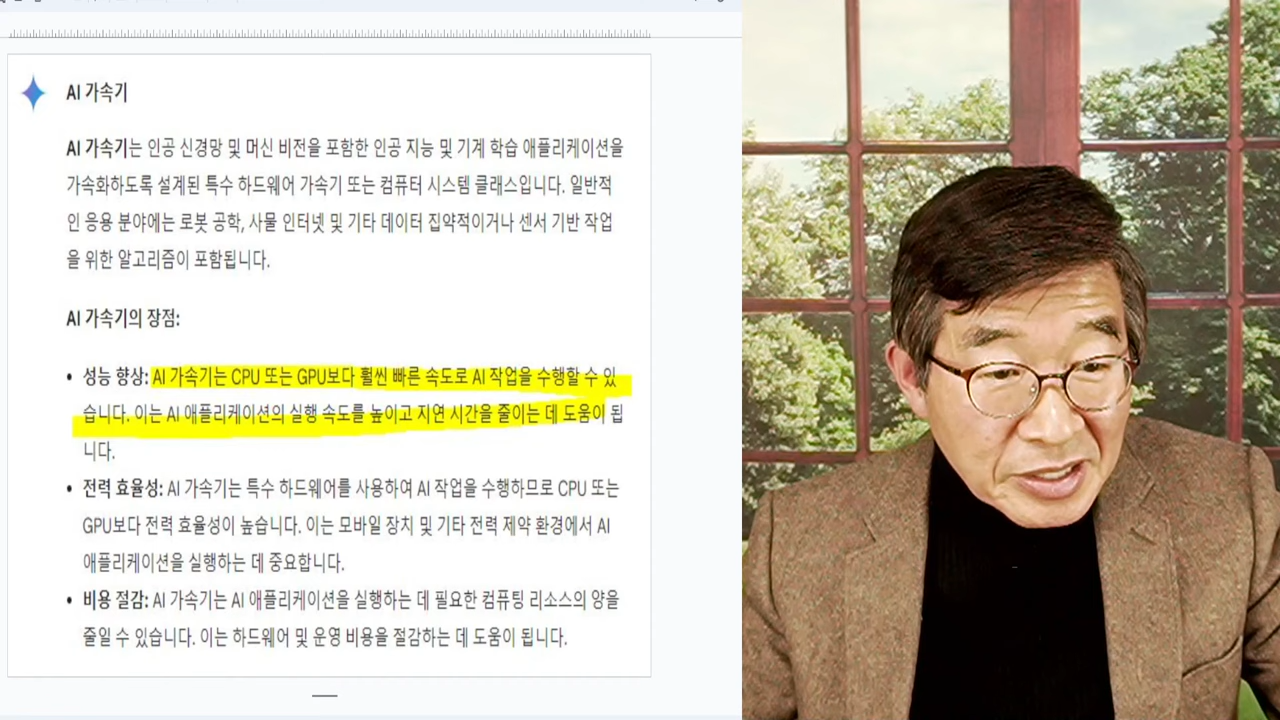 AI 가속기
AI 가속기는 인공 신경망 및 머신 비전을 포함한 인공 지능 및 기계 학습 애플리케이션을
가속화하도록 설계된 특수 하드웨어 가속기 또는 컴퓨터 시스템 클래스입니다. 일반적
인 응용 분야에는 로봇 공학, 사물 인터넷 및 기타 데이터 집약적이거나 센서 기반 작업
을 위한 알고리즘이 포함됩니다.
AI 가속기의 장점:
• 성능 향상: AI 가속기는 CPU 또는 GPU보다 훨씬 빠른 속도로 AI 작업을 수행할 수 있
습니다. 이는 AI 애플리케이션의 실행 속도를 높이고 지연 시간을 줄이는 데 도움이 됩
니다.
• 전력 효율성: AI 가속기는 특수 하드웨어를 사용하여 AI 작업을 수행하므로 CPU 또는
GPU보다 전력 효율성이 높습니다. 이는 모바일 장치 및 기타 전력 제약 환경에서 AI
애플리케이션을 실행하는 데 중요합니다.
• 비용 절감: AI 가속기는 AI 애플리케이션을 실행하는 데 필요한 컴퓨팅 리소스의 양을
줄일 수 있습니다. 이는 하드웨어 및 운영 비용을 절감하는 데 도움이 됩니다.